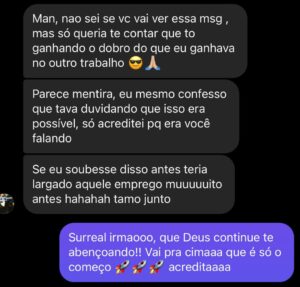 Man, nao sei se vc vai ver essa msg ,
mas só queria te contar que to
ganhando o dobro do que eu ganhava
no outro trabalho 😎🙏🏼
Parece mentira, eu mesmo confesso
que tava duvidando que isso era
possível, só acreditei pq era você
falando
Se eu soubesse disso antes teria
largado aquele emprego muuuuuito
antes hahahah tamo junto
Surreal irmaooo, que Deus continue te
abençoando!! Vai pra cimaaa que é só o
começo 🚀🚀🚀 acreditaaaa